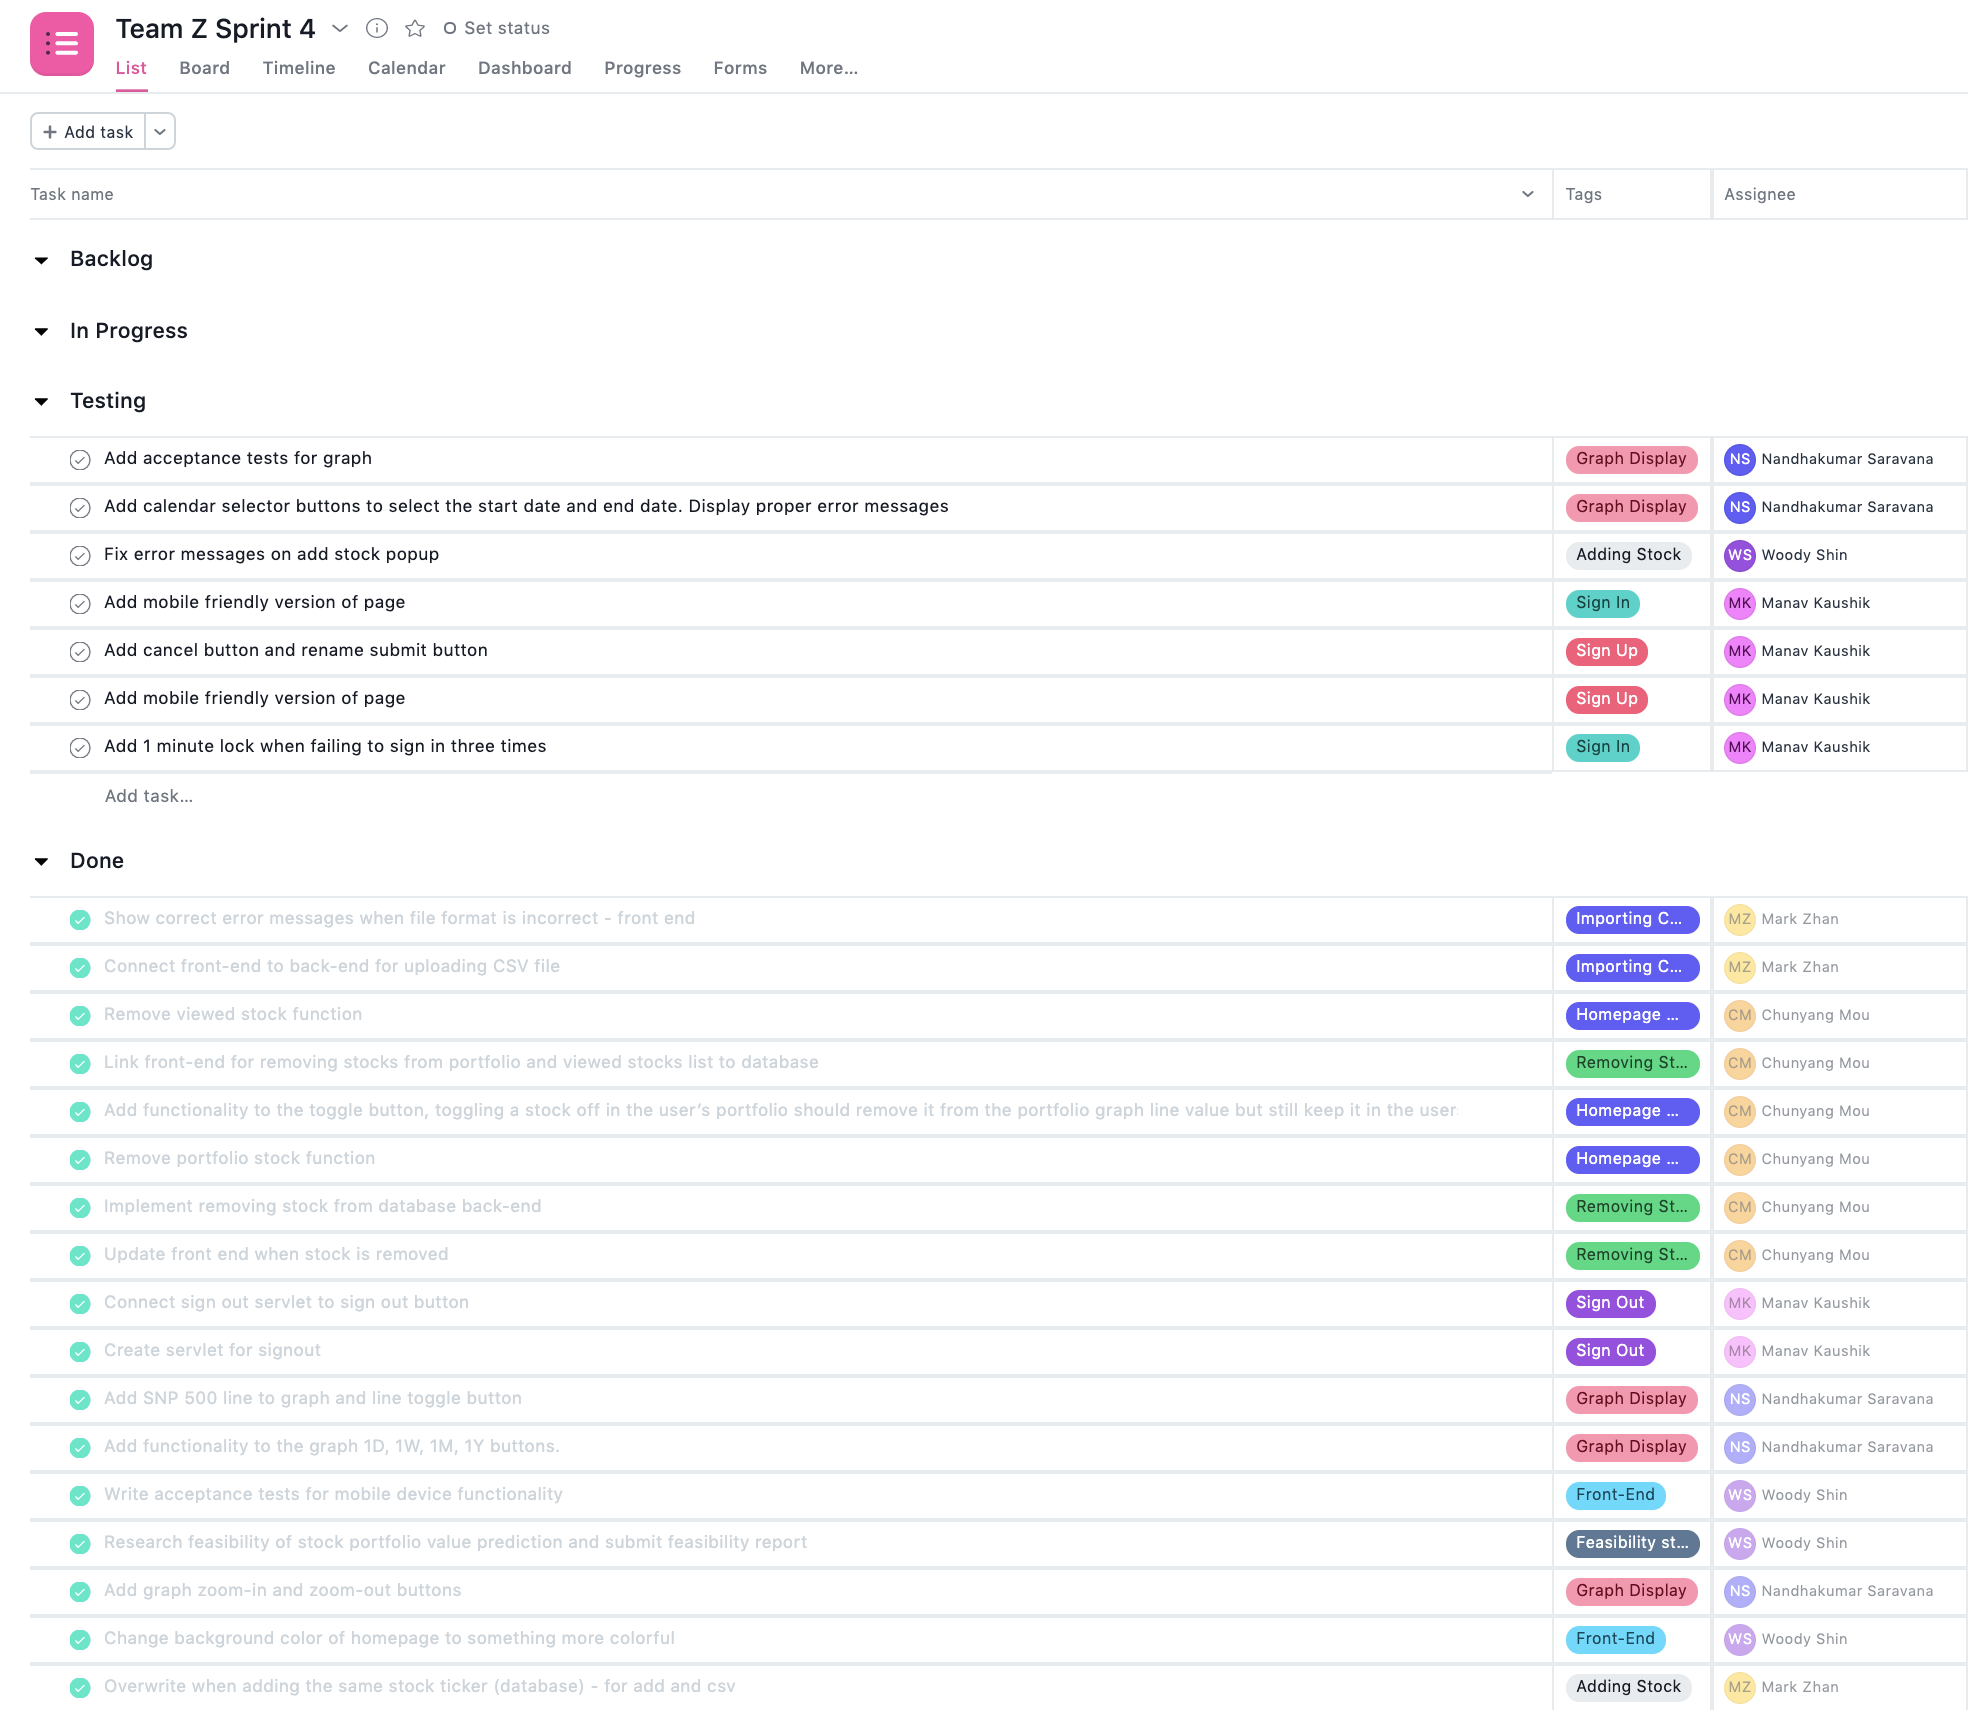 Team Z Sprint 4 Set status
List Board Timeline Calendar Dashboard Progress Forms More...
+ Add task
Task name Tags Assignee
Backlog
In Progress
Testing
Add acceptance tests for graph Graph Display NS Nandhakumar Saravana
Add calendar selector buttons to select the start date and end date. Display proper error messages Graph Display NS Nandhakumar Saravana
Fix error messages on add stock popup Adding Stock WS Woody Shin
Add mobile friendly version of page Sign In MK Manav Kaushik
Add cancel button and rename submit button Sign Up MK Manav Kaushik
Add mobile friendly version of page Sign Up MK Manav Kaushik
Add 1 minute lock when failing to sign in three times Sign In MK Manav Kaushik
Add task...
Done
Show correct error messages when file format is incorrect - front end Importing C... MZ Mark Zhan
Connect front-end to back-end for uploading CSV file Importing C... MZ Mark Zhan
Remove viewed stock function Homepage ... CM Chunyang Mou
Link front-end for removing stocks from portfolio and viewed stocks list to database Removing St... CM Chunyang Mou
Add functionality to the toggle button, toggling a stock off in the user’s portfolio should remove it from the portfolio graph line value but still keep it in the user Homepage ... CM Chunyang Mou
Remove portfolio stock function Homepage ... CM Chunyang Mou
Implement removing stock from database back-end Removing St... CM Chunyang Mou
Update front end when stock is removed Removing St... CM Chunyang Mou
Connect sign out servlet to sign out button Sign Out MK Manav Kaushik
Create servlet for signout Sign Out MK Manav Kaushik
Add SNP 500 line to graph and line toggle button Graph Display NS Nandhakumar Saravana
Add functionality to the graph 1D, 1W, 1M, 1Y buttons. Graph Display NS Nandhakumar Saravana
Write acceptance tests for mobile device functionality Front-End WS Woody Shin
Research feasibility of stock portfolio value prediction and submit feasibility report Feasibility st... WS Woody Shin
Add graph zoom-in and zoom-out buttons Graph Display NS Nandhakumar Saravana
Change background color of homepage to something more colorful Front-End WS Woody Shin
Overwrite when adding the same stock ticker (database) - for add and csv Adding Stock MZ Mark Zhan